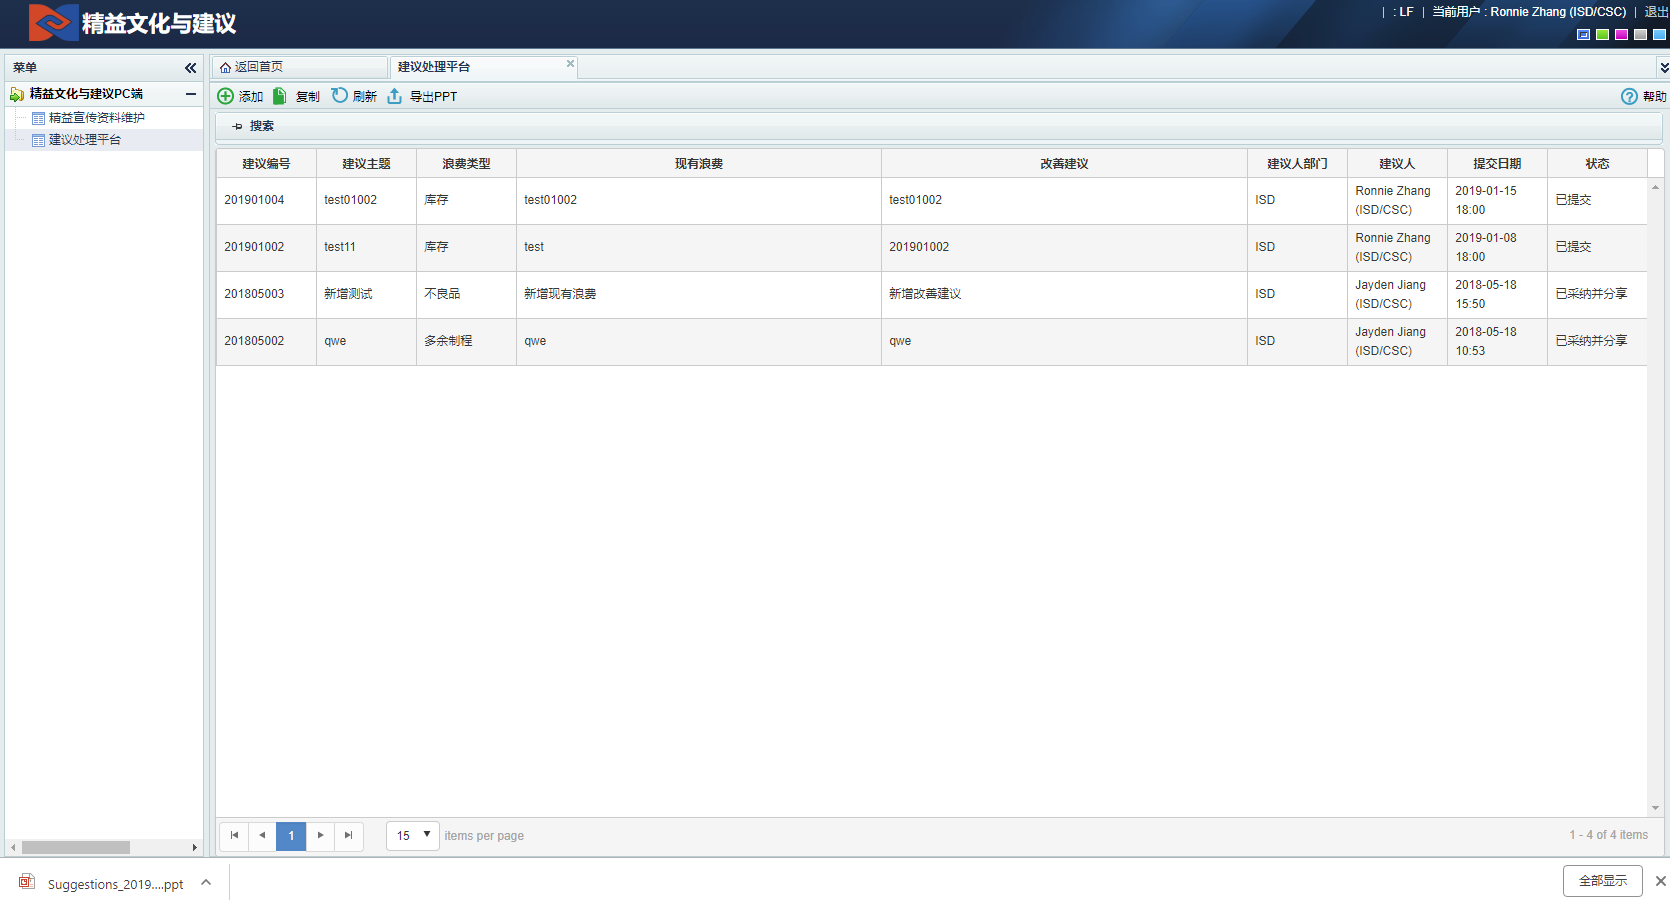 精益文化与建议
| : LF | 当前用户 : Ronnie Zhang (ISD/CSC) | 退出
菜单
精益文化与建议PC端
精益宣传资料维护
建议处理平台
返回首页
建议处理平台
添加 复制 刷新 导出PPT
帮助
搜索
建议编号 建议主题 浪费类型 现有浪费 改善建议 建议人部门 建议人 提交日期 状态
201901004 test01002 库存 test01002 test01002 ISD Ronnie Zhang (ISD/CSC) 2019-01-15 18:00 已提交
201901002 test11 库存 test 201901002 ISD Ronnie Zhang (ISD/CSC) 2019-01-08 18:00 已提交
201805003 新增测试 不良品 新增现有浪费 新增改善建议 ISD Jayden Jiang (ISD/CSC) 2018-05-18 15:50 已采纳并分享
201805002 qwe 多余制程 qwe qwe ISD Jayden Jiang (ISD/CSC) 2018-05-18 10:53 已采纳并分享
1 15 items per page
1 - 4 of 4 items
Suggestions_2019....ppt
全部显示